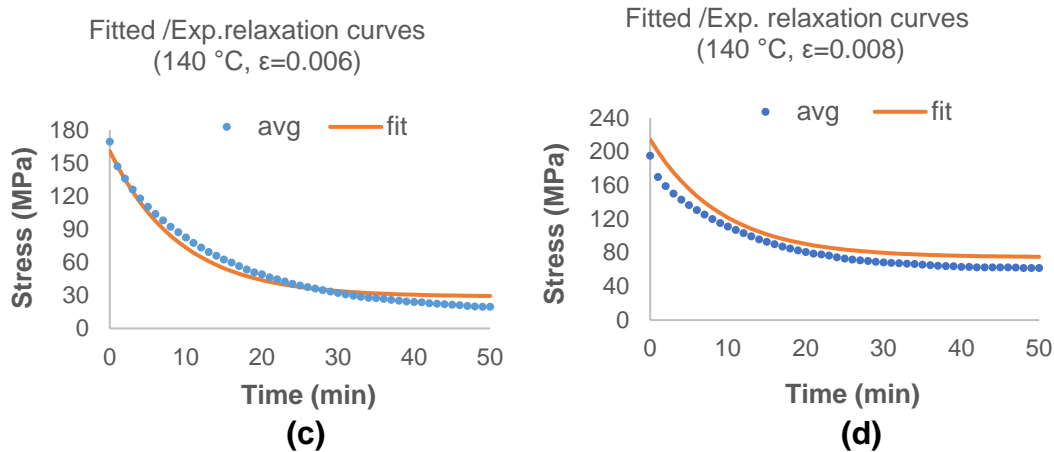 Fitted /Exp.relaxation curves
(140 °C, ε=0.006)
avg fit
180
150
120
90
60
30
0
Stress (MPa)
0 10 20 30 40 50
Time (min)
(c)
Fitted /Exp. relaxation curves
(140 °C, ε=0.008)
avg fit
240
200
160
120
80
40
0
Stress (MPa)
0 10 20 30 40 50
Time (min)
(d)